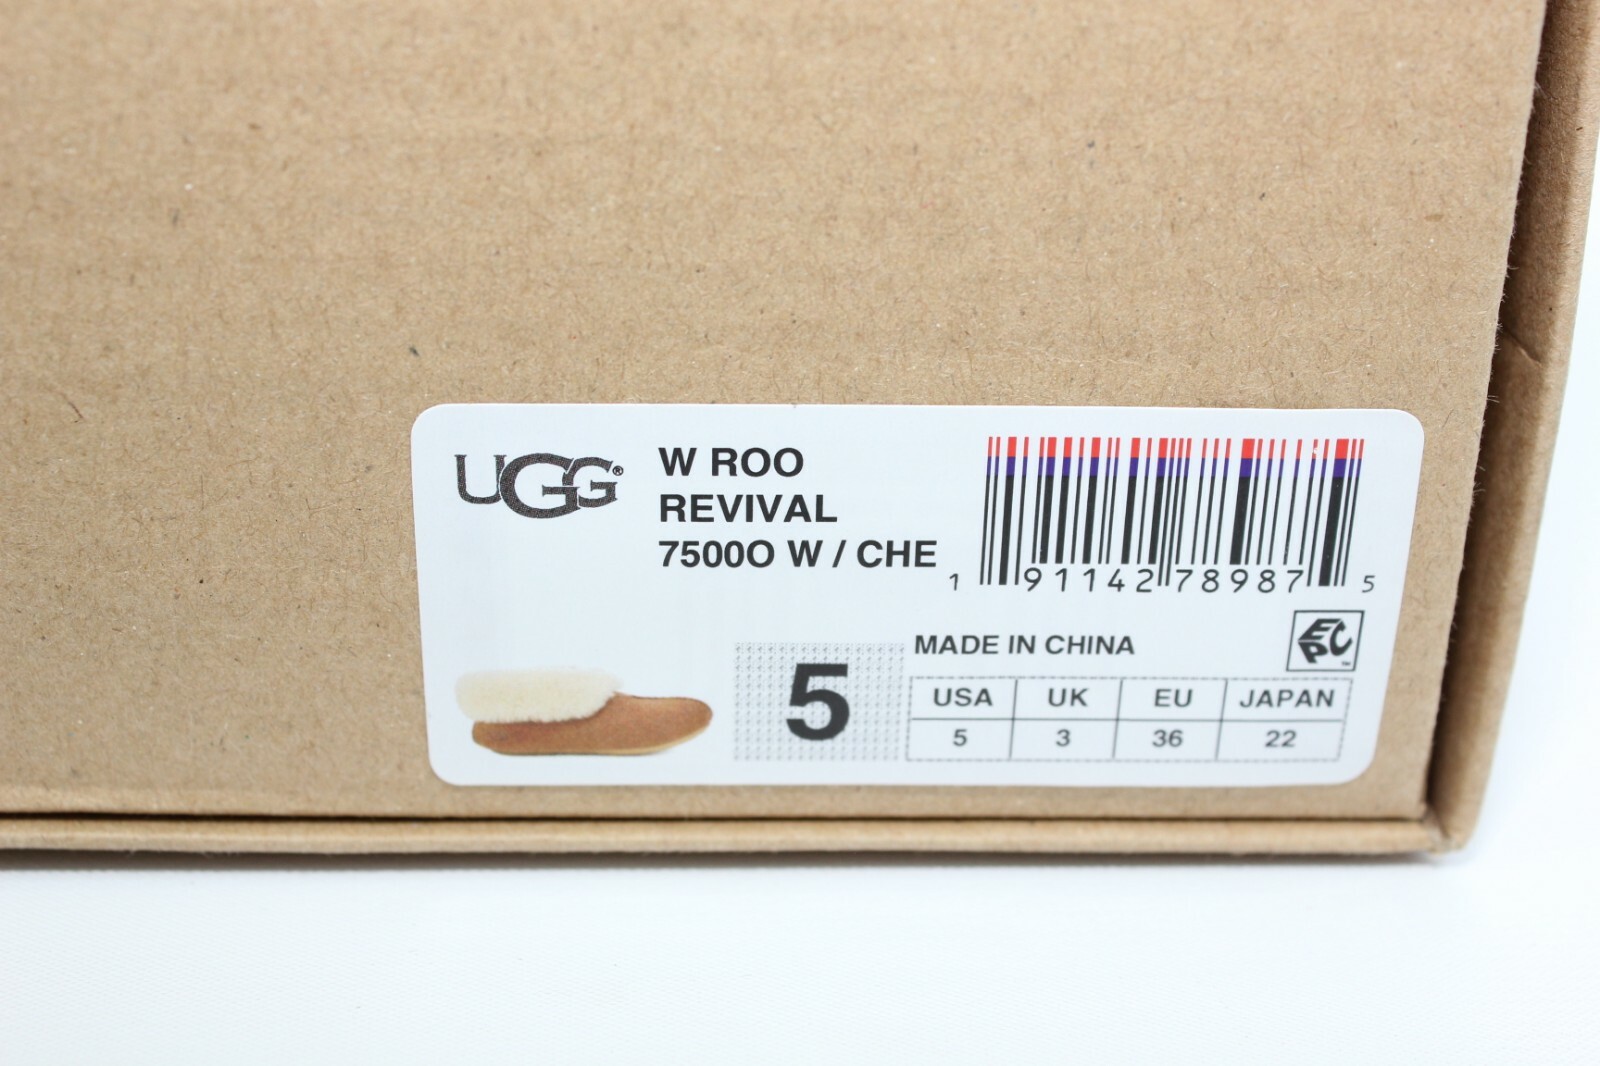 UGG®
W ROO
REVIVAL
7500O W / CHE
1 91142 78987 5
MADE IN CHINA
EPC™
5
USA UK EU JAPAN
5 3 36 22